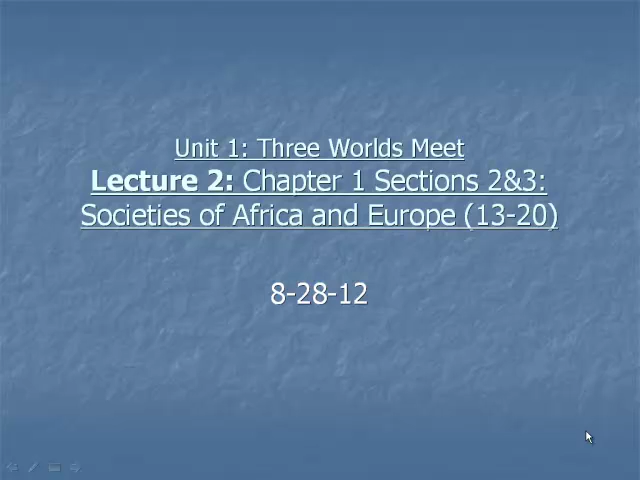 Unit 1: Three Worlds Meet
Lecture 2: Chapter 1 Sections 2&3:
Societies of Africa and Europe (13-20)
8-28-12